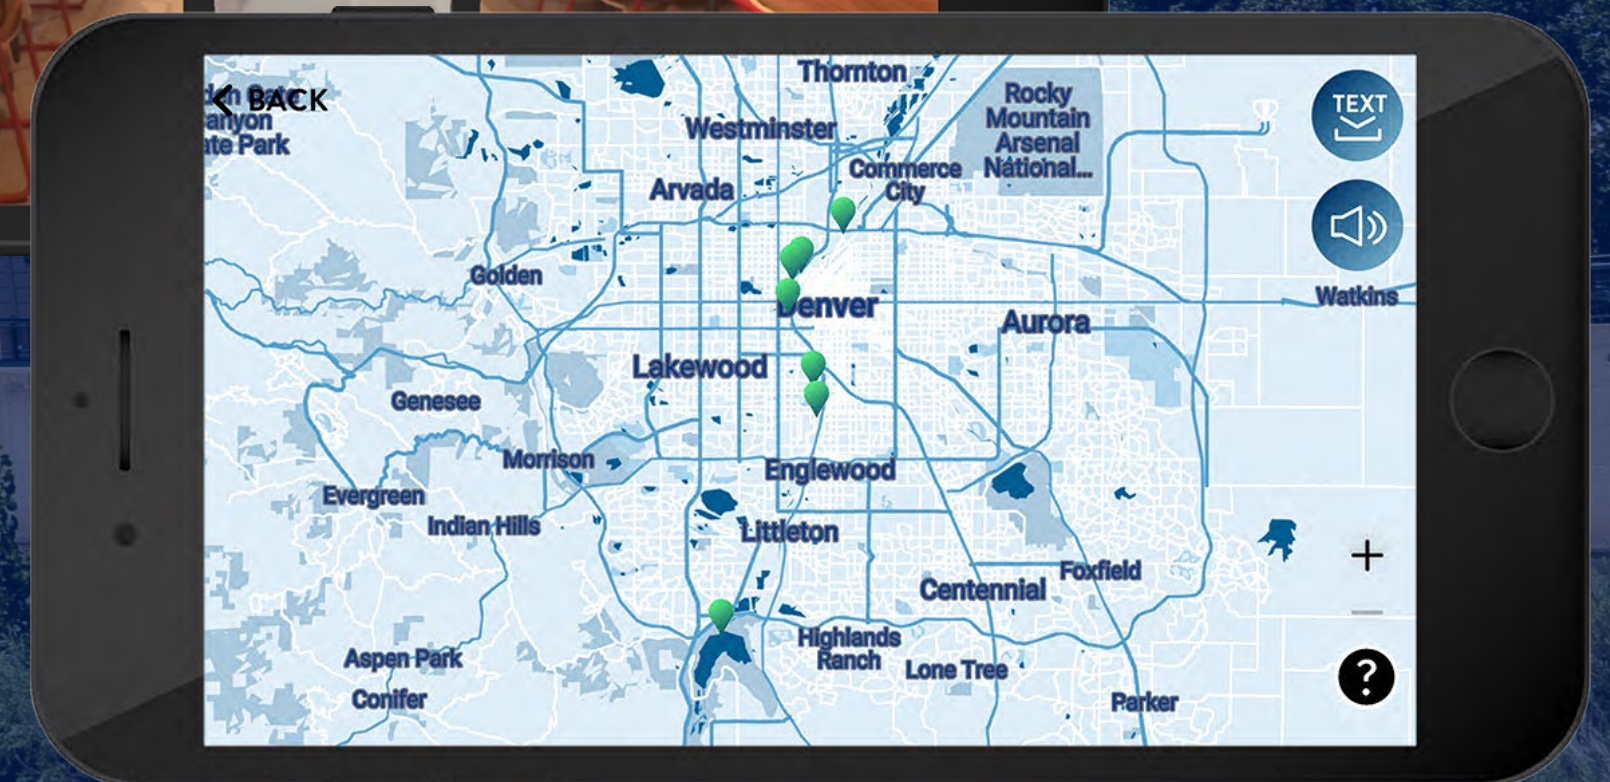 Thornton
BACK
Rocky
Mountain
Arsenal
National...
TEXT
anyon
ate Park
Westminster
Commerce
City
Arvada
Golden
Denver
Watkins
Aurora
Lakewood
Genesee
Morrison
Englewood
Evergreen
Indian Hills
Littleton
+
Foxfield
Centennial
Highlands
Ranch
Aspen Park
Lone Tree
?
Conifer
Parker